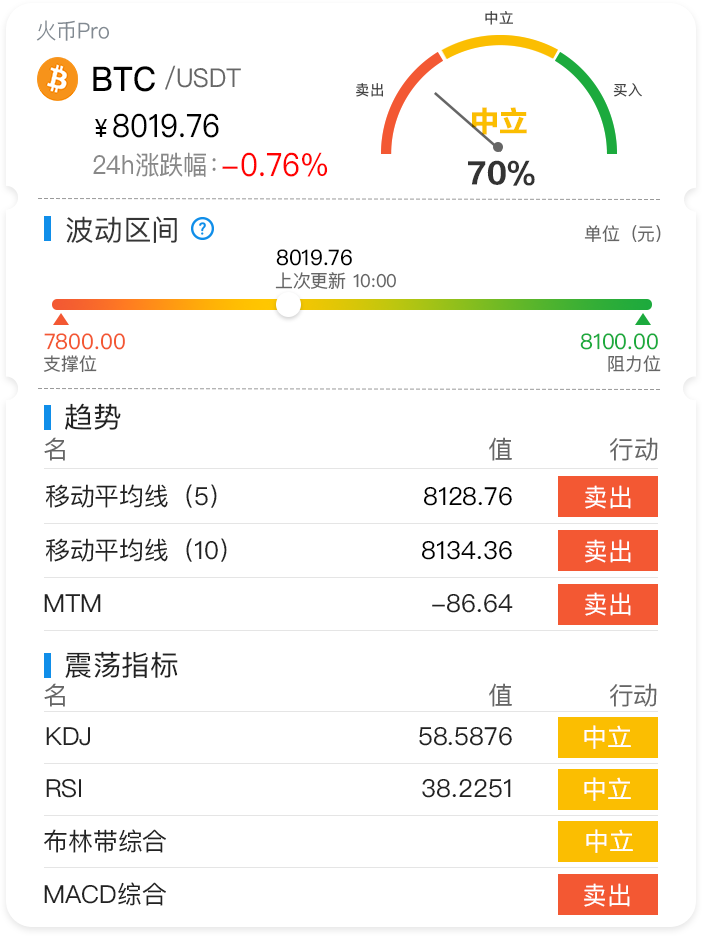 火币Pro
BTC /USDT
¥8019.76
24h涨跌幅：-0.76%
中立
卖出
买入
中立
70%
波动区间 ?
单位（元）
8019.76
上次更新 10:00
7800.00 8100.00
支撑位 阻力位
趋势
名 值 行动
移动平均线（5） 8128.76 卖出
移动平均线（10） 8134.36 卖出
MTM -86.64 卖出
震荡指标
名 值 行动
KDJ 58.5876 中立
RSI 38.2251 中立
布林带综合 中立
MACD综合 卖出